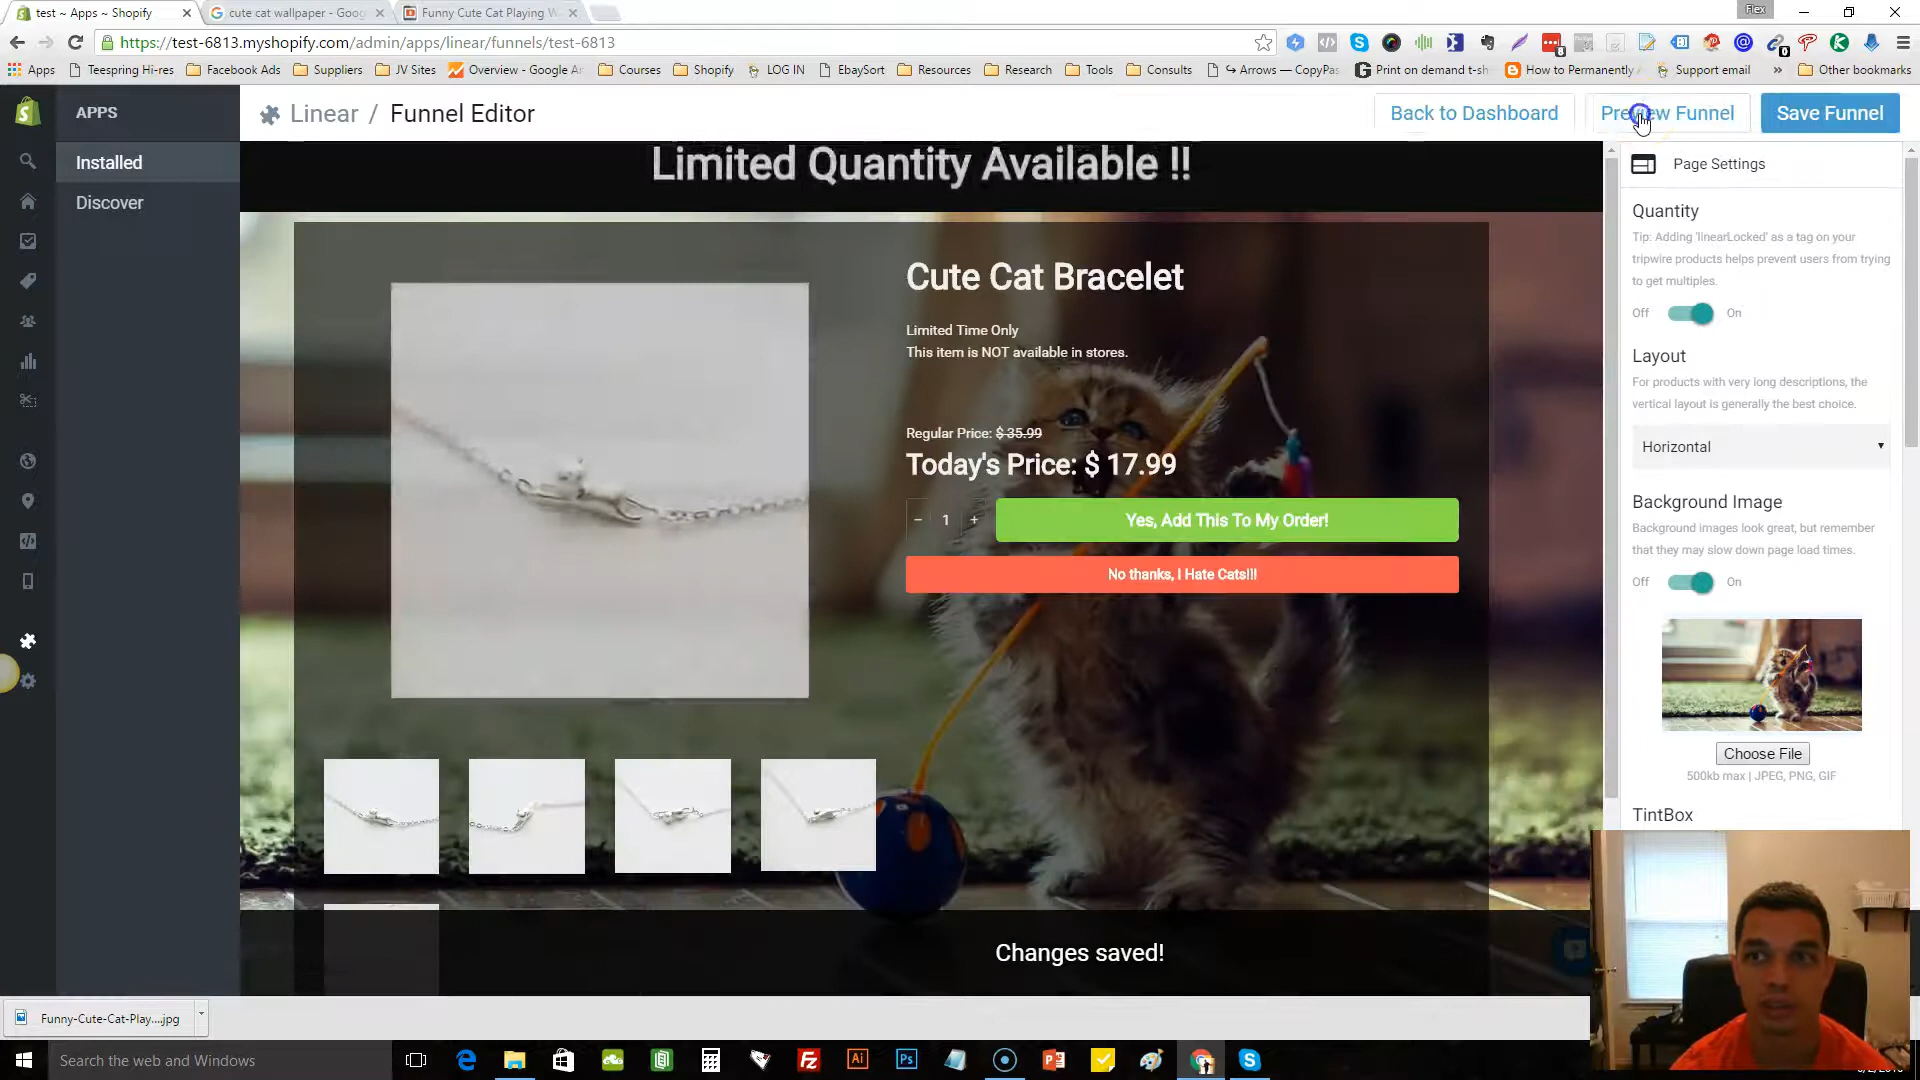 test ~ Apps ~ Shopify
cute cat wallpaper - Goog
Funny Cute Cat Playing W
Flex
https://test-6813.myshopify.com/admin/apps/linear/funnels/test-6813
Apps
Teespring Hi-res
Facebook Ads
Suppliers
JV Sites
Overview - Google An
Courses
Shopify
LOG IN
EbaySort
Resources
Research
Tools
Consults
Arrows — CopyPas
Print on demand t-sh
How to Permanently
Support email
Other bookmarks
APPS
Linear / Funnel Editor
Back to Dashboard
Preview Funnel
Save Funnel
Installed
Discover
Limited Quantity Available !!
Cute Cat Bracelet
Limited Time Only
This item is NOT available in stores.
Regular Price: $ 35.99
Today's Price: $ 17.99
− 1 +
Yes, Add This To My Order!
No thanks, I Hate Cats!!!
Changes saved!
Page Settings
Quantity
Tip: Adding 'linearLocked' as a tag on your
tripwire products helps prevent users from trying
to get multiples.
Off On
Layout
For products with very long descriptions, the
vertical layout is generally the best choice.
Horizontal
Background Image
Background images look great, but remember
that they may slow down page load times.
Off On
Choose File
500kb max | JPEG, PNG, GIF
TintBox
Funny-Cute-Cat-Play....jpg
Search the web and Windows